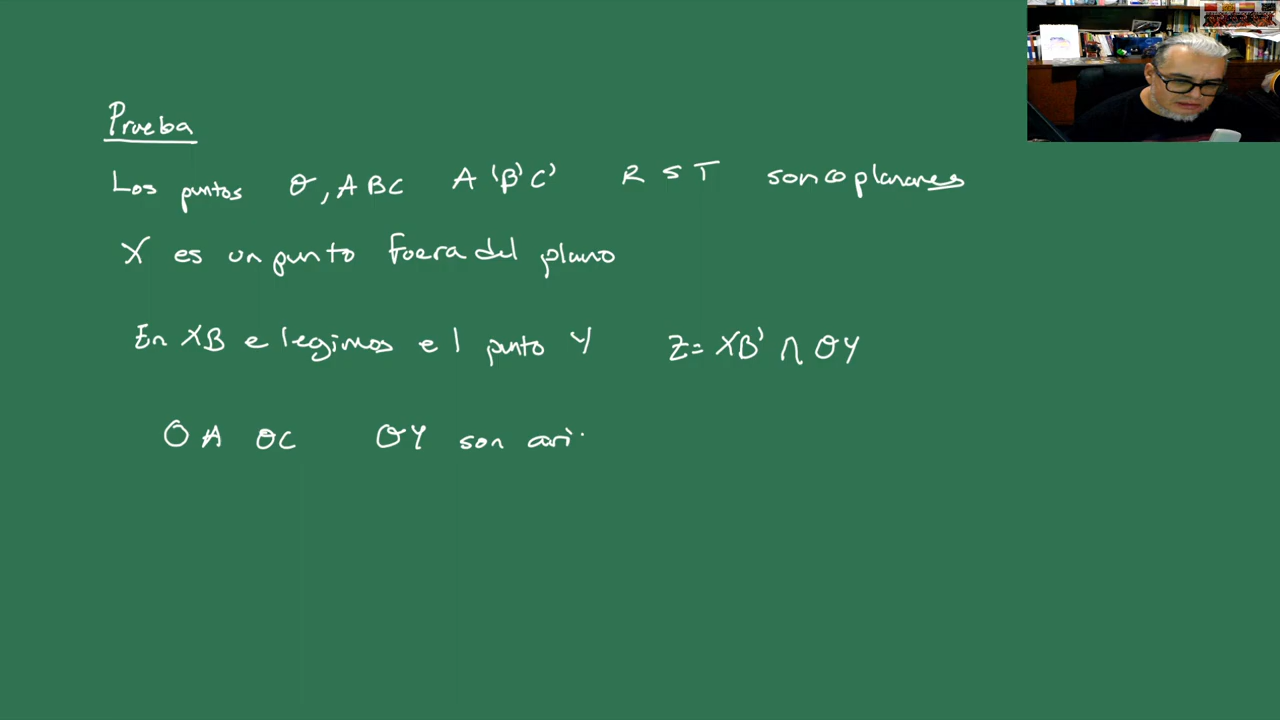 Prueba
Los puntos O, A B C A' B' C' R S T son coplanares
X es un punto fuera del plano
En XB elegimos el punto Y Z = XB' ∩ OY
OA OC OY son ari